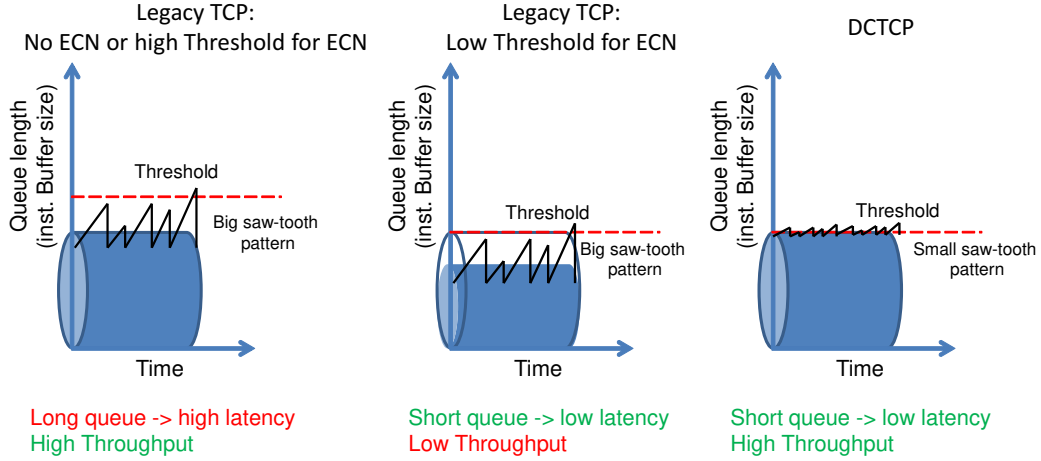 Legacy TCP:
No ECN or high Threshold for ECN
Queue length
(inst. Buffer size)
Threshold
Big saw-tooth
pattern
Time
Long queue -> high latency
High Throughput
Legacy TCP:
Low Threshold for ECN
Queue length
(inst. Buffer size)
Threshold
Big saw-tooth
pattern
Time
Short queue -> low latency
Low Throughput
DCTCP
Queue length
(inst. Buffer size)
Threshold
Small saw-tooth
pattern
Time
Short queue -> low latency
High Throughput